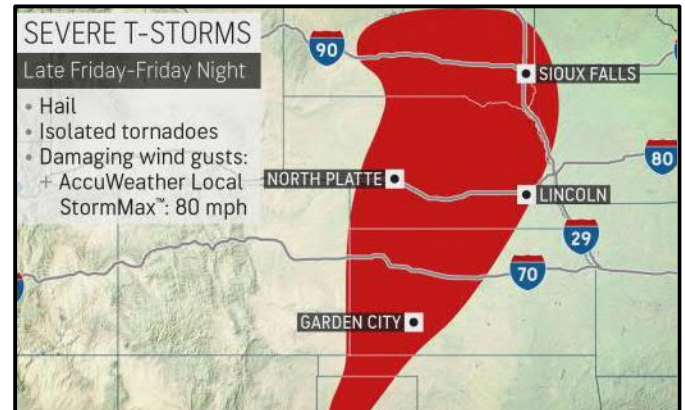 SEVERE T-STORMS
Late Friday-Friday Night
• Hail
• Isolated tornadoes
• Damaging wind gusts:
+ AccuWeather Local
StormMax™: 80 mph
90
SIOUX FALLS
80
NORTH PLATTE
LINCOLN
29
70
GARDEN CITY